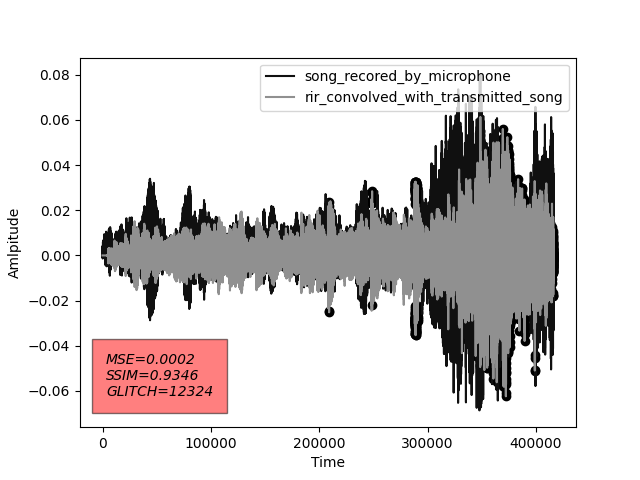 song_recored_by_microphone
rir_convolved_with_transmitted_song
0.08
0.06
0.04
0.02
0.00
−0.02
−0.04
−0.06
Amlpitude
MSE=0.0002
SSIM=0.9346
GLITCH=12324
0 100000 200000 300000 400000
Time